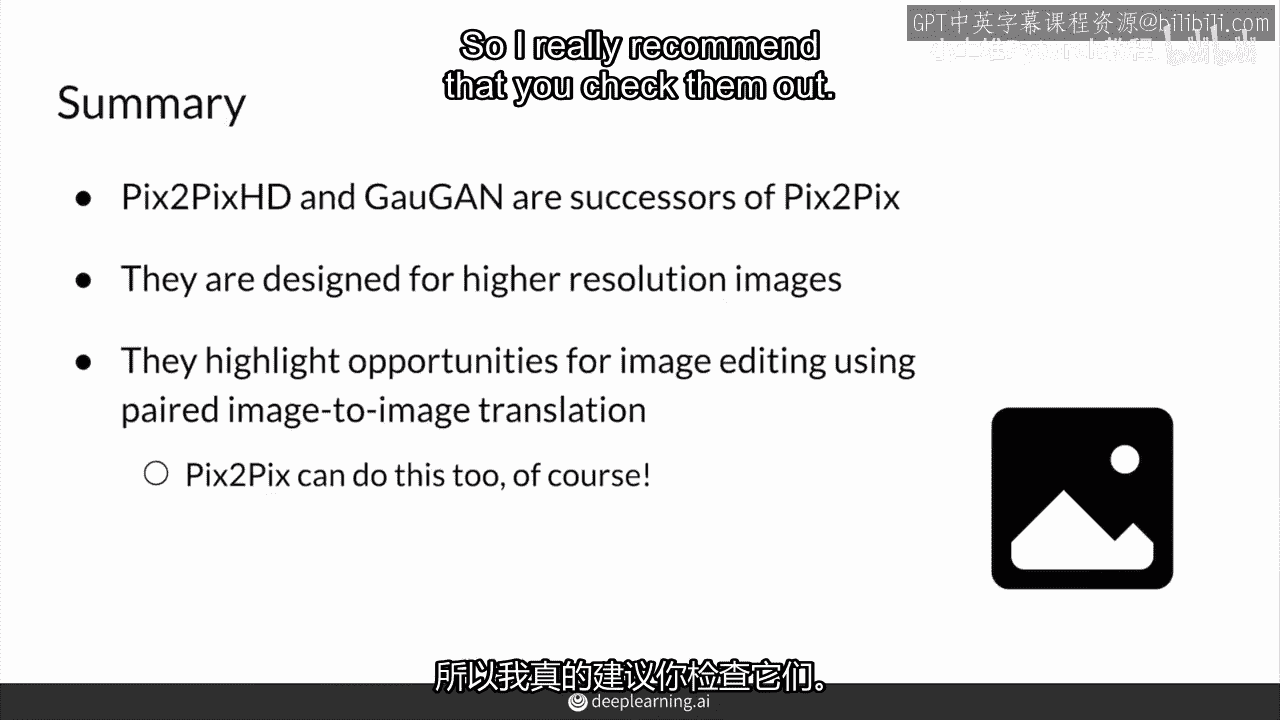 GPT中英字幕课程资源@bilibili.com
So I really recommend
that you check them out.
Summary
● Pix2PixHD and GauGAN are successors of Pix2Pix
● They are designed for higher resolution images
● They highlight opportunities for image editing using
paired image-to-image translation
○ Pix2Pix can do this too, of course!
所以我真的建议你检查它们。
deeplearning.ai